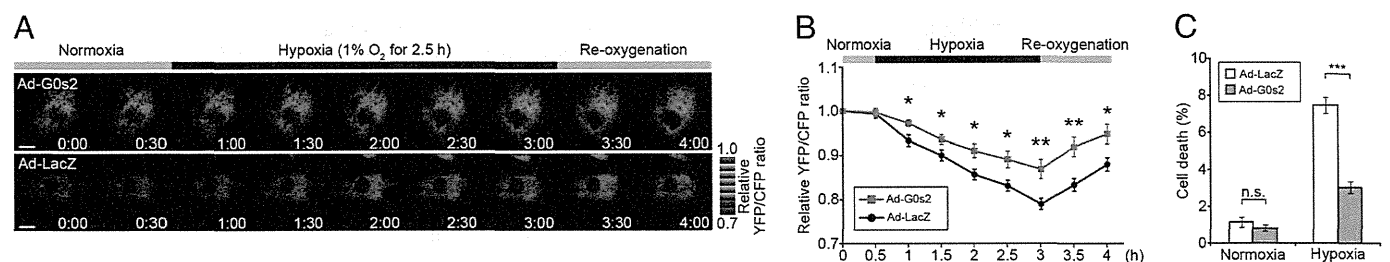 A
Normoxia Hypoxia (1% O2 for 2.5 h) Re-oxygenation
Ad-G0s2
0:00 0:30 1:00 1:30 2:00 2:30 3:00 3:30 4:00
Ad-LacZ
0:00 0:30 1:00 1:30 2:00 2:30 3:00 3:30 4:00
1.0
Relative
YFP/CFP ratio
0.7
B
Normoxia Hypoxia Re-oxygenation
Relative YFP/CFP ratio
1.1
1.0
0.9
0.8
0.7
* * * * * ** ** *
Ad-G0s2
Ad-LacZ
0 0.5 1 1.5 2 2.5 3 3.5 4 (h)
C
Cell death (%)
10
8
6
4
2
0
Ad-LacZ
Ad-G0s2
***
n.s.
Normoxia Hypoxia